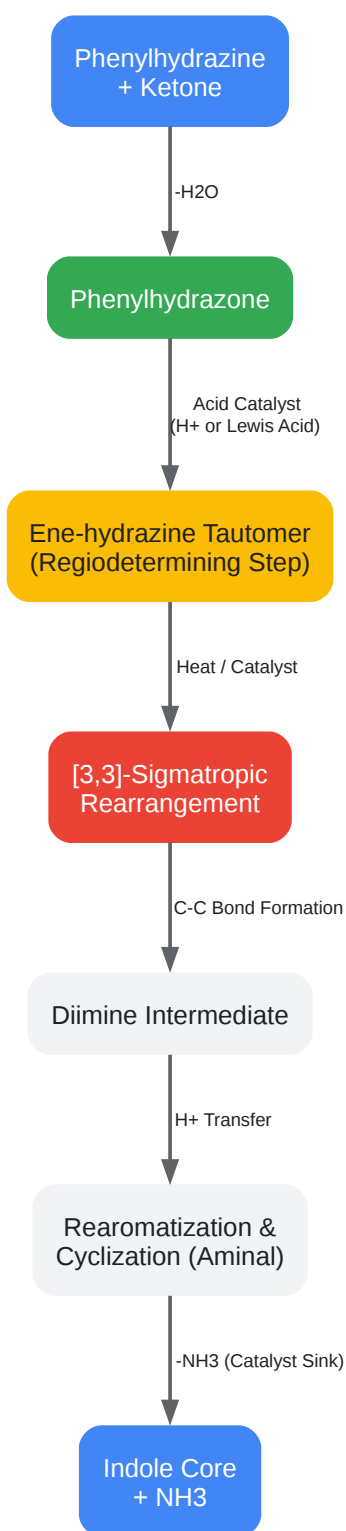 Phenylhydrazine
+ Ketone
-H2O
Phenylhydrazone
Acid Catalyst
(H+ or Lewis Acid)
Ene-hydrazine Tautomer
(Regiodetermining Step)
Heat / Catalyst
[3,3]-Sigmatropic
Rearrangement
C-C Bond Formation
Diimine Intermediate
H+ Transfer
Rearomatization &
Cyclization (Aminal)
-NH3 (Catalyst Sink)
Indole Core
+ NH3